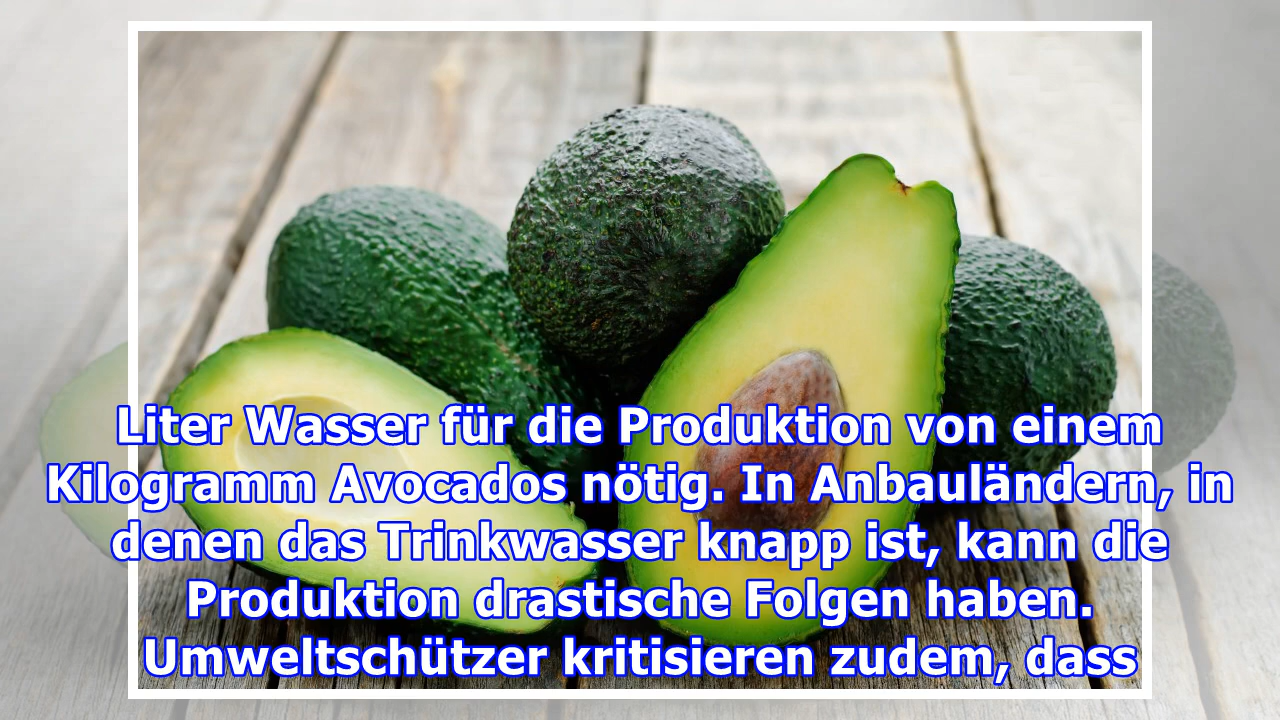 Liter Wasser für die Produktion von einem
Kilogramm Avocados nötig. In Anbauländern, in
denen das Trinkwasser knapp ist, kann die
Produktion drastische Folgen haben.
Umweltschützer kritisieren zudem, dass